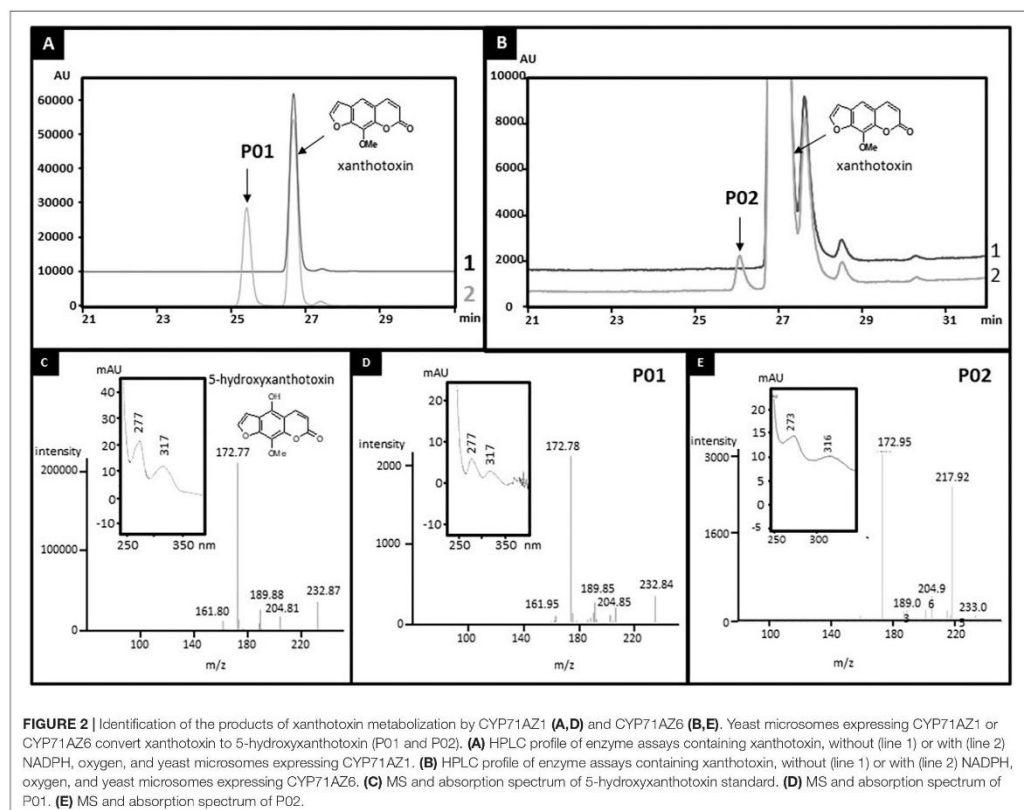 A
AU
60000
50000
40000
30000
20000
10000
0
P01
OMe
xanthotoxin
1
2
21 23 25 27 29 31 min
B
AU
10000
8000
6000
4000
2000
0
P02
OMe
xanthotoxin
1
2
21 23 25 27 29 31 min
C
mAU
40
30
20
10
0
-10
277
317
250 350 nm
5-hydroxyxanthotoxin
OH
OMe
intensity
200000
100000
0
172.77
161.80
189.88
204.81
232.87
100 140 180 220
m/z
D
P01
mAU
20
10
0
-10
277
317
250 350 nm
intensity
2000
1000
0
172.78
161.95
189.85
204.85
232.84
100 140 180 220
m/z
E
P02
mAU
20
15
10
5
-5
273
316
250 300
intensity
3000
1600
0
172.95
217.92
189.0
3
204.9
6
233.0
5
100 140 180 220
m/z
FIGURE 2 | Identification of the products of xanthotoxin metabolization by CYP71AZ1 (A,D) and CYP71AZ6 (B,E). Yeast microsomes expressing CYP71AZ1 or
CYP71AZ6 convert xanthotoxin to 5-hydroxyxanthotoxin (P01 and P02). (A) HPLC profile of enzyme assays containing xanthotoxin, without (line 1) or with (line 2)
NADPH, oxygen, and yeast microsomes expressing CYP71AZ1. (B) HPLC profile of enzyme assays containing xanthotoxin, without (line 1) or with (line 2) NADPH,
oxygen, and yeast microsomes expressing CYP71AZ6. (C) MS and absorption spectrum of 5-hydroxyxanthotoxin standard. (D) MS and absorption spectrum of
P01. (E) MS and absorption spectrum of P02.